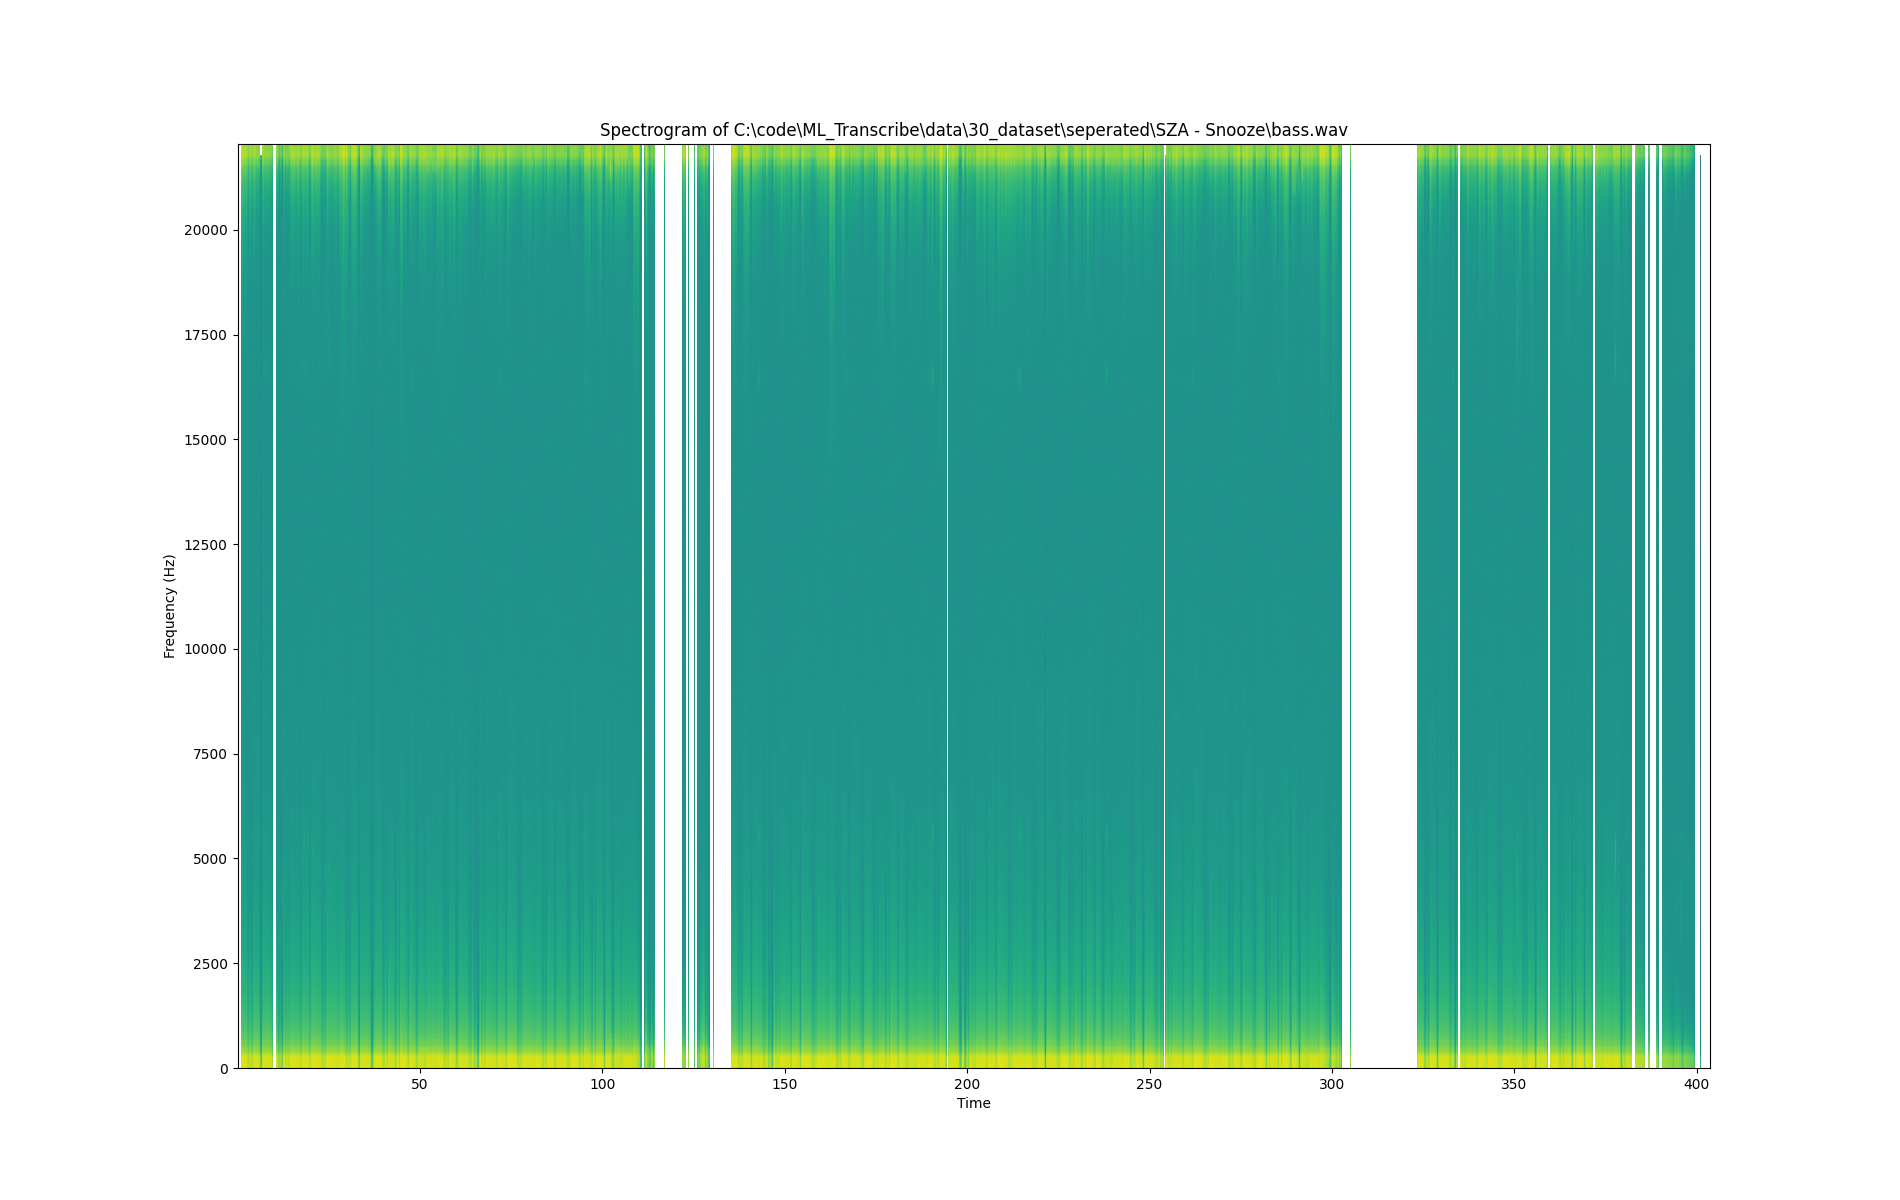 Spectrogram of C:\code\ML_Transcribe\data\30_dataset\seperated\SZA - Snooze\bass.wav
20000
17500
15000
12500
10000
7500
5000
2500
0
Frequency (Hz)
50 100 150 200 250 300 350 400
Time